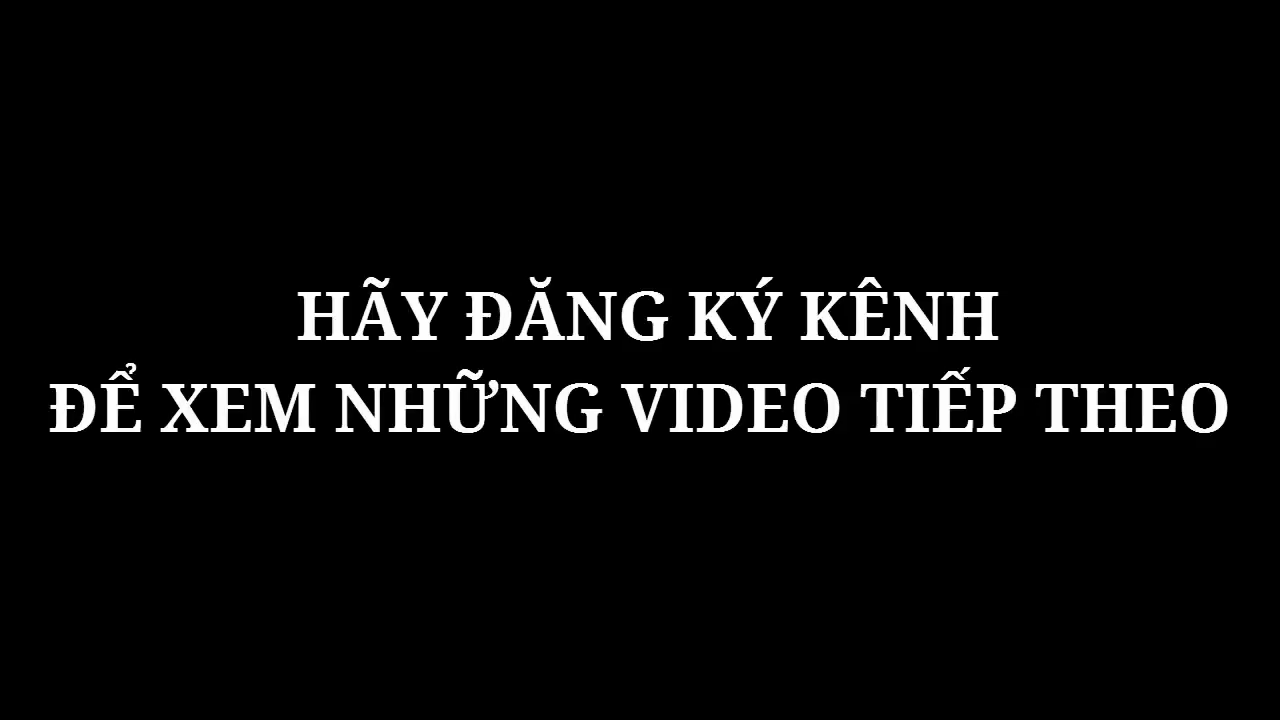 HÃY ĐĂNG KÝ KÊNH
ĐỂ XEM NHỮNG VIDEO TIẾP THEO